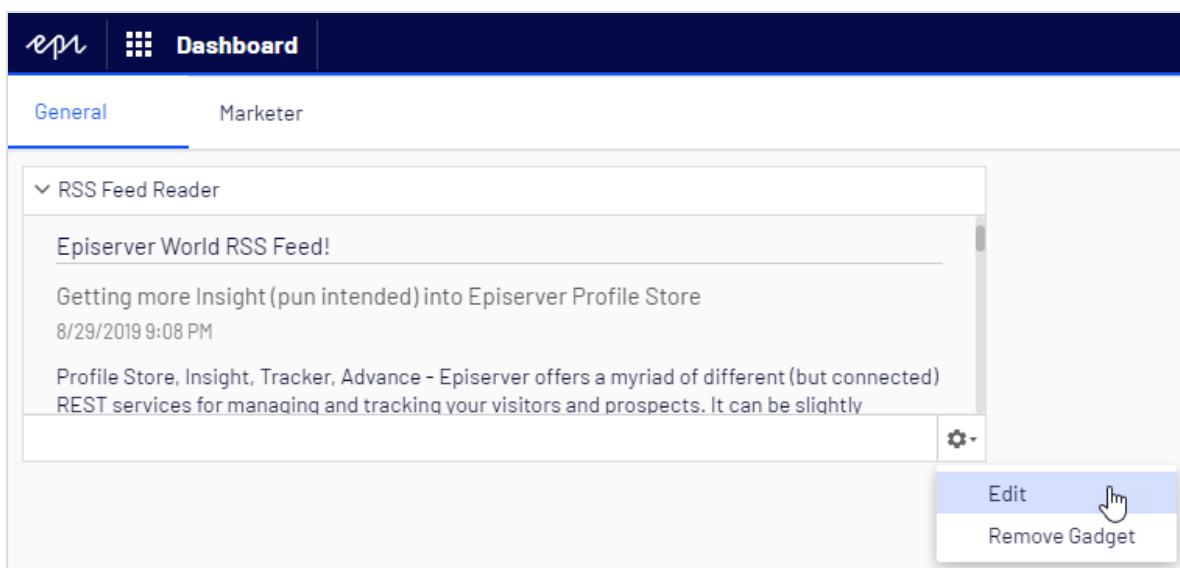 epi
Dashboard
General
Marketer
RSS Feed Reader
Episerver World RSS Feed!
Getting more Insight (pun intended) into Episerver Profile Store
8/29/2019 9:08 PM
Profile Store, Insight, Tracker, Advance - Episerver offers a myriad of different (but connected)
REST services for managing and tracking your visitors and prospects. It can be slightly
Edit
Remove Gadget